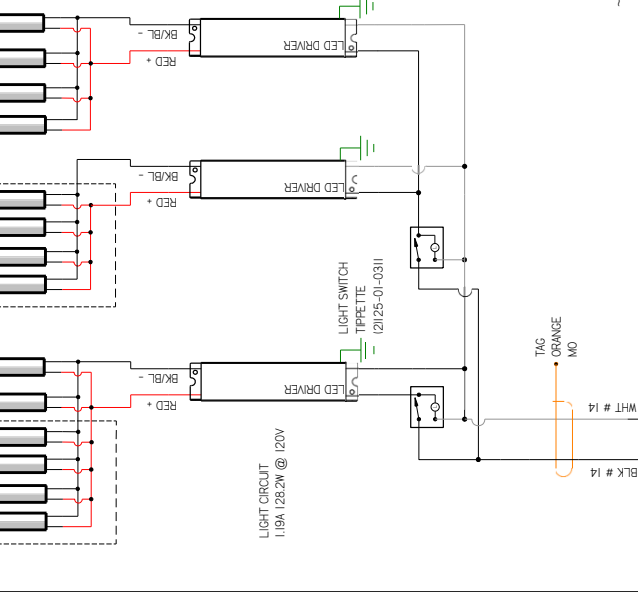 BK/BL -
RED +
LED DRIVER
BK/BL -
RED +
LED DRIVER
LIGHT SWITCH
TIPPETTE
(2)125-01-0311
BK/BL -
RED +
LED DRIVER
TAG
ORANGE
MO
WHT # 14
BLK # 14
LIGHT CIRCUIT
1.19A 128.2W @ 120V